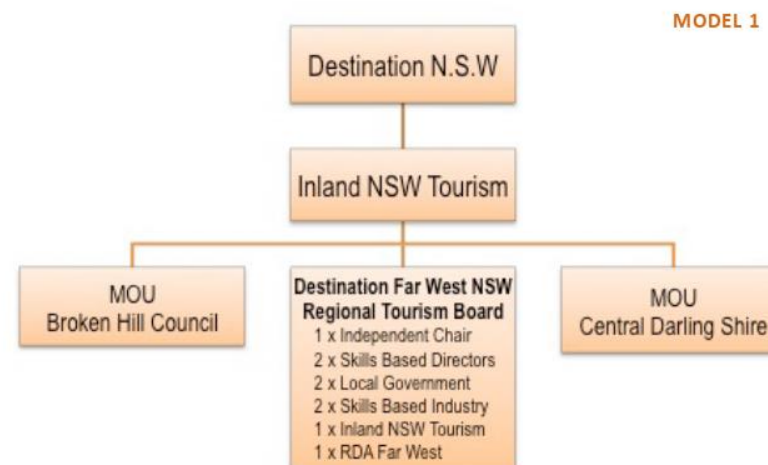 MODEL 1
Destination N.S.W
Inland NSW Tourism
MOU
Broken Hill Council
Destination Far West NSW
Regional Tourism Board
1 x Independent Chair
2 x Skills Based Directors
2 x Local Government
2 x Skills Based Industry
1 x Inland NSW Tourism
1 x RDA Far West
MOU
Central Darling Shire